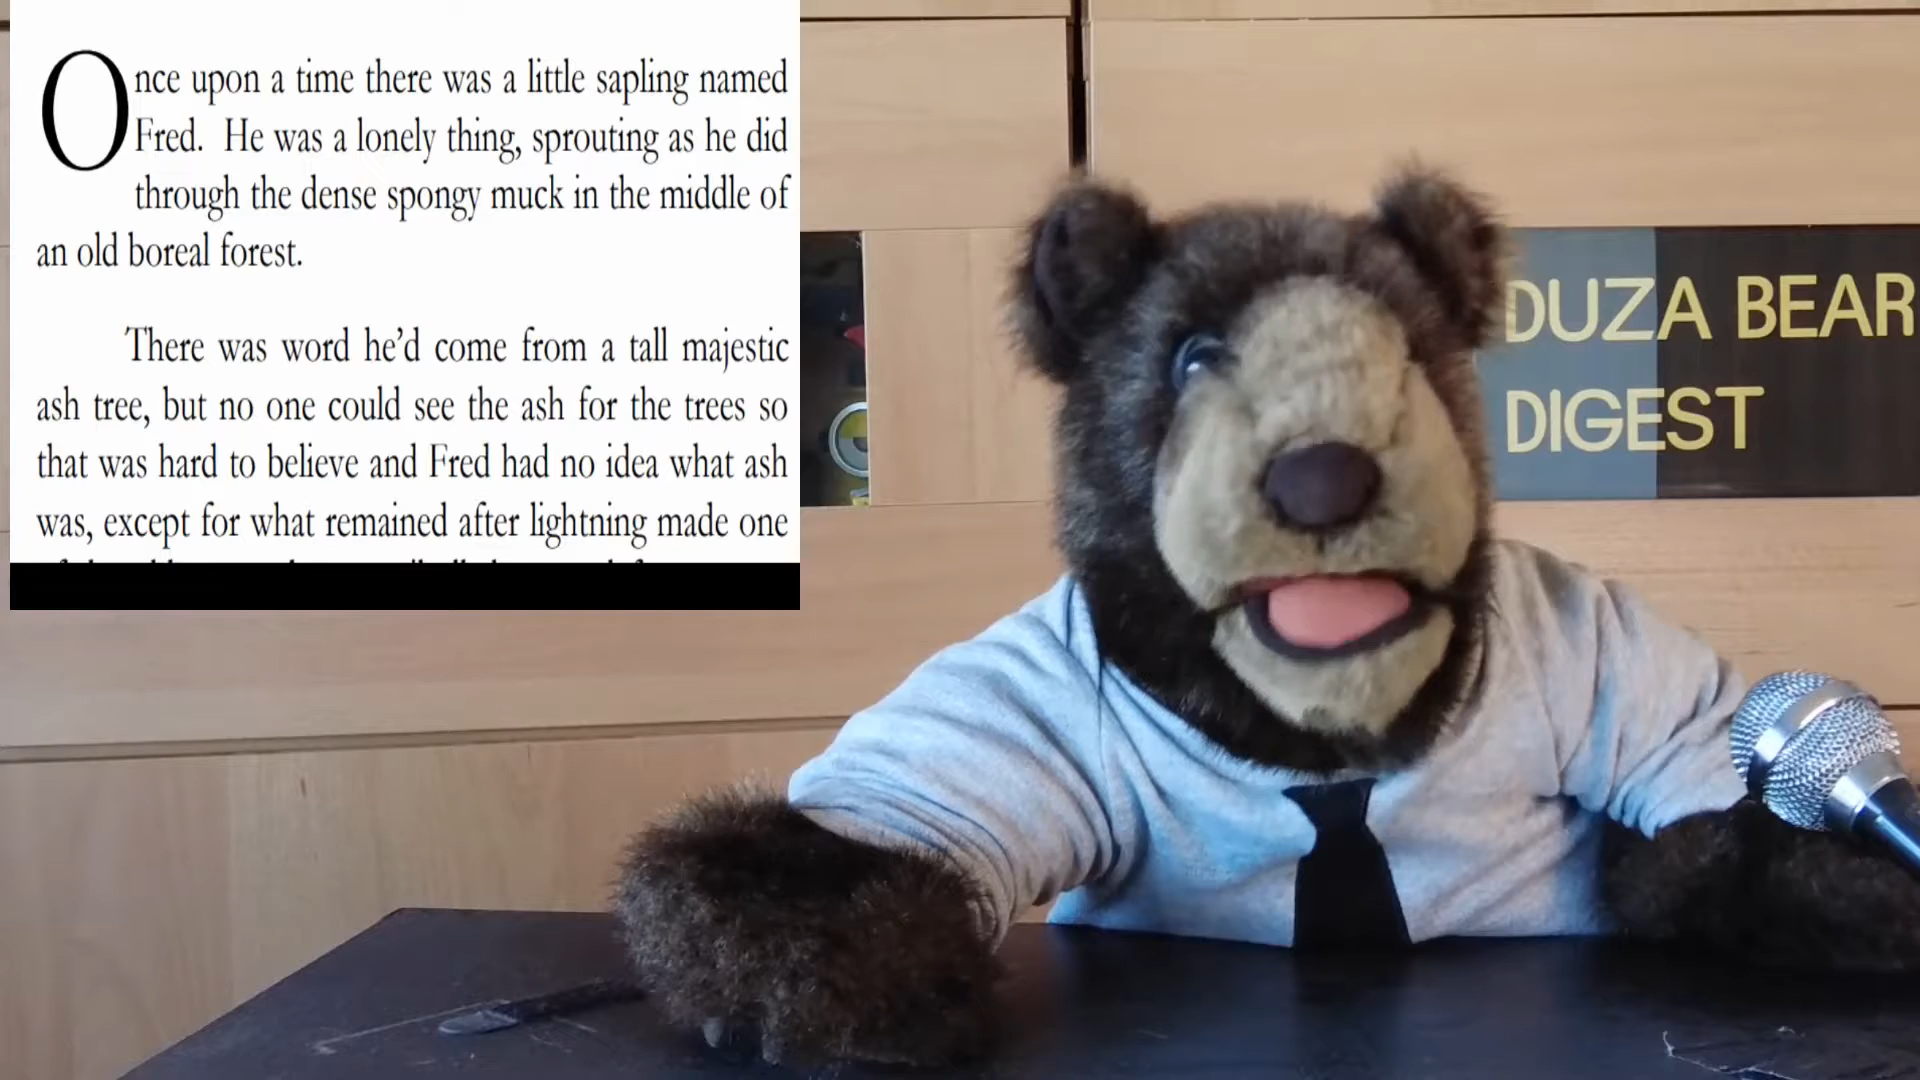 Once upon a time there was a little sapling named
Fred. He was a lonely thing, sprouting as he did
through the dense spongy muck in the middle of
an old boreal forest.
There was word he'd come from a tall majestic
ash tree, but no one could see the ash for the trees so
that was hard to believe and Fred had no idea what ash
was, except for what remained after lightning made one
DUZA BEAR
DIGEST